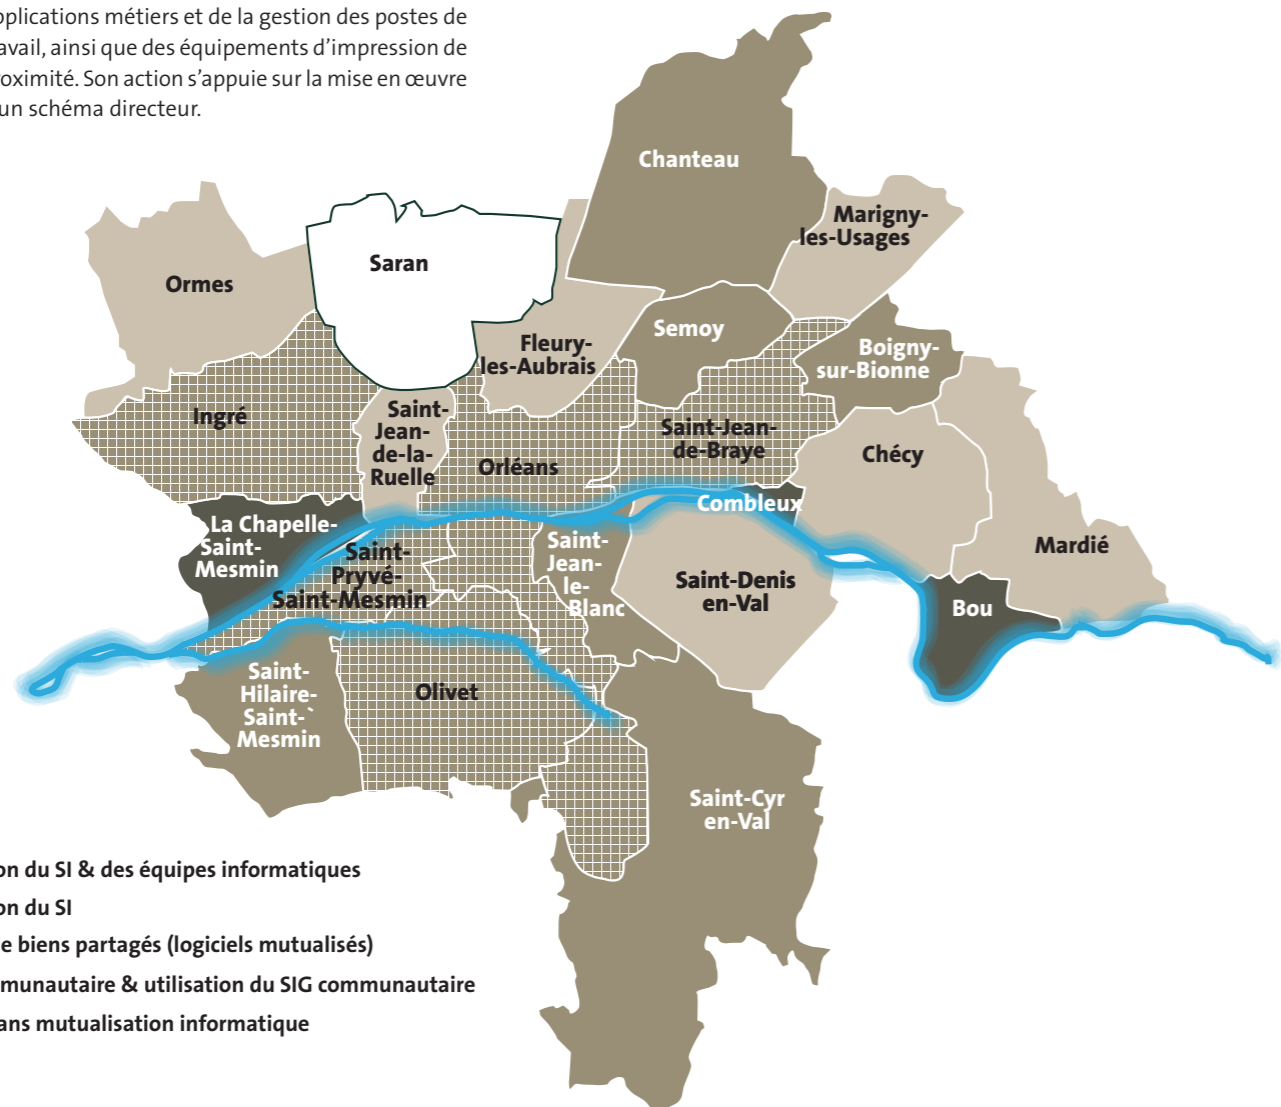 plications métiers et de la gestion des postes de
avail, ainsi que des équipements d’impression de
roximité. Son action s’appuie sur la mise en œuvre
un schéma directeur.
Chanteau
Marigny-
les-Usages
Saran
Ormes
Semoy
Fleury-
les-Aubrais
Boigny-
sur-Bionne
Ingré
Saint-
Jean-
de-la-
Ruelle
Saint-Jean-
de-Braye
Chécy
Orléans
Combleux
La Chapelle-
Saint-
Mesmin
Saint-
Pryvé-
Saint-Mesmin
Saint-
Jean-
le-
Blanc
Mardié
Saint-Denis
en-Val
Bou
Saint-
Hilaire-
Saint-`
Mesmin
Olivet
Saint-Cyr
en-Val
on du SI & des équipes informatiques
on du SI
e biens partagés (logiciels mutualisés)
munautaire & utilisation du SIG communautaire
ans mutualisation informatique